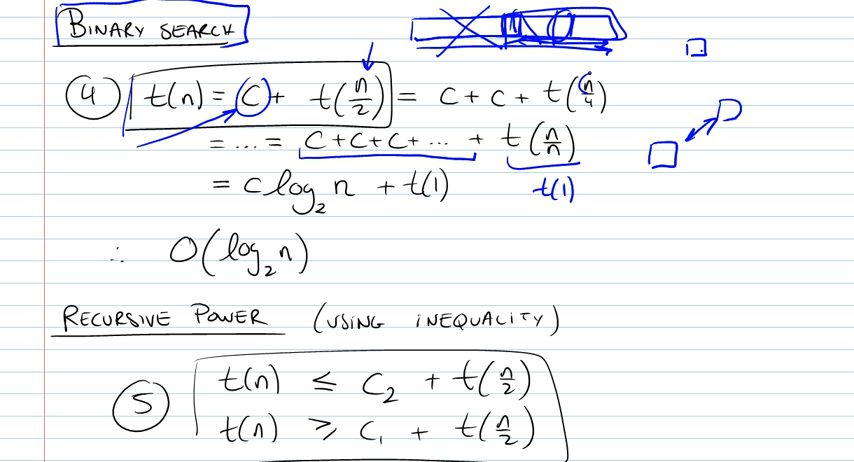 BINARY SEARCH
④ t(n) = C + t(n/2) = C + C + t(n/4)
= ... = C+C+C+ ... + t(n/n)
t(1)
= C log₂ n + t(1)
∴ O(log₂ n)
RECURSIVE POWER (USING INEQUALITY)
⑤ t(n) ≤ C₂ + t(n/2)
t(n) ≥ C₁ + t(n/2)